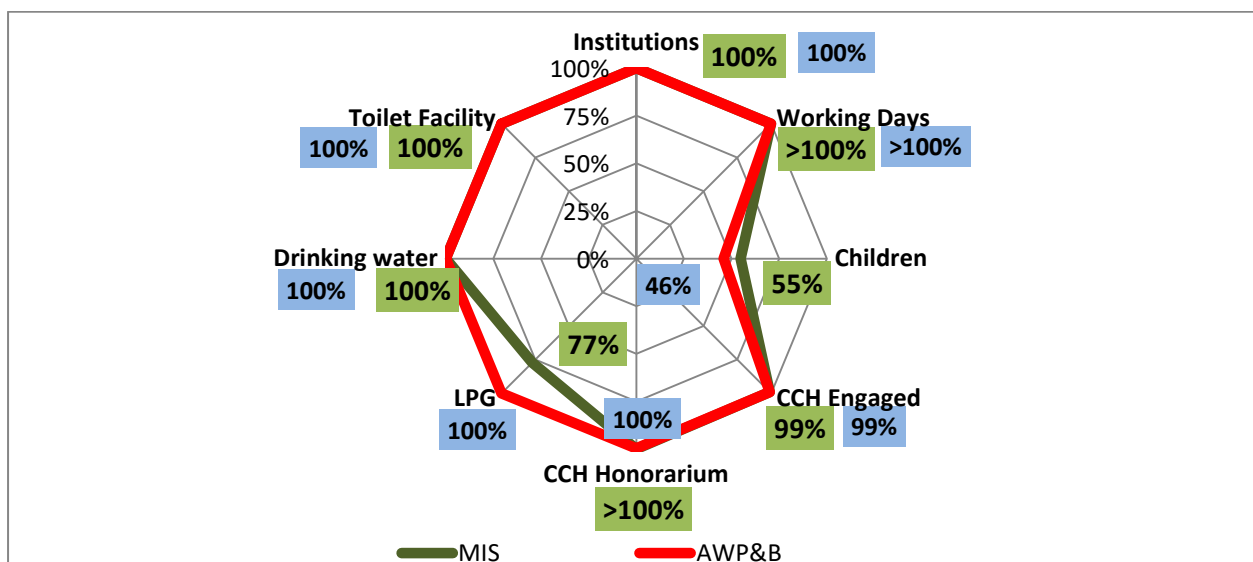 Institutions
100% 100%
100%
Toilet Facility
75%
Working Days
100% 100%
50%
>100% >100%
25%
Drinking water
0%
Children
100% 100%
46%
55%
77%
LPG
100%
100%
CCH Engaged
99% 99%
CCH Honorarium
>100%
MIS AWP&B